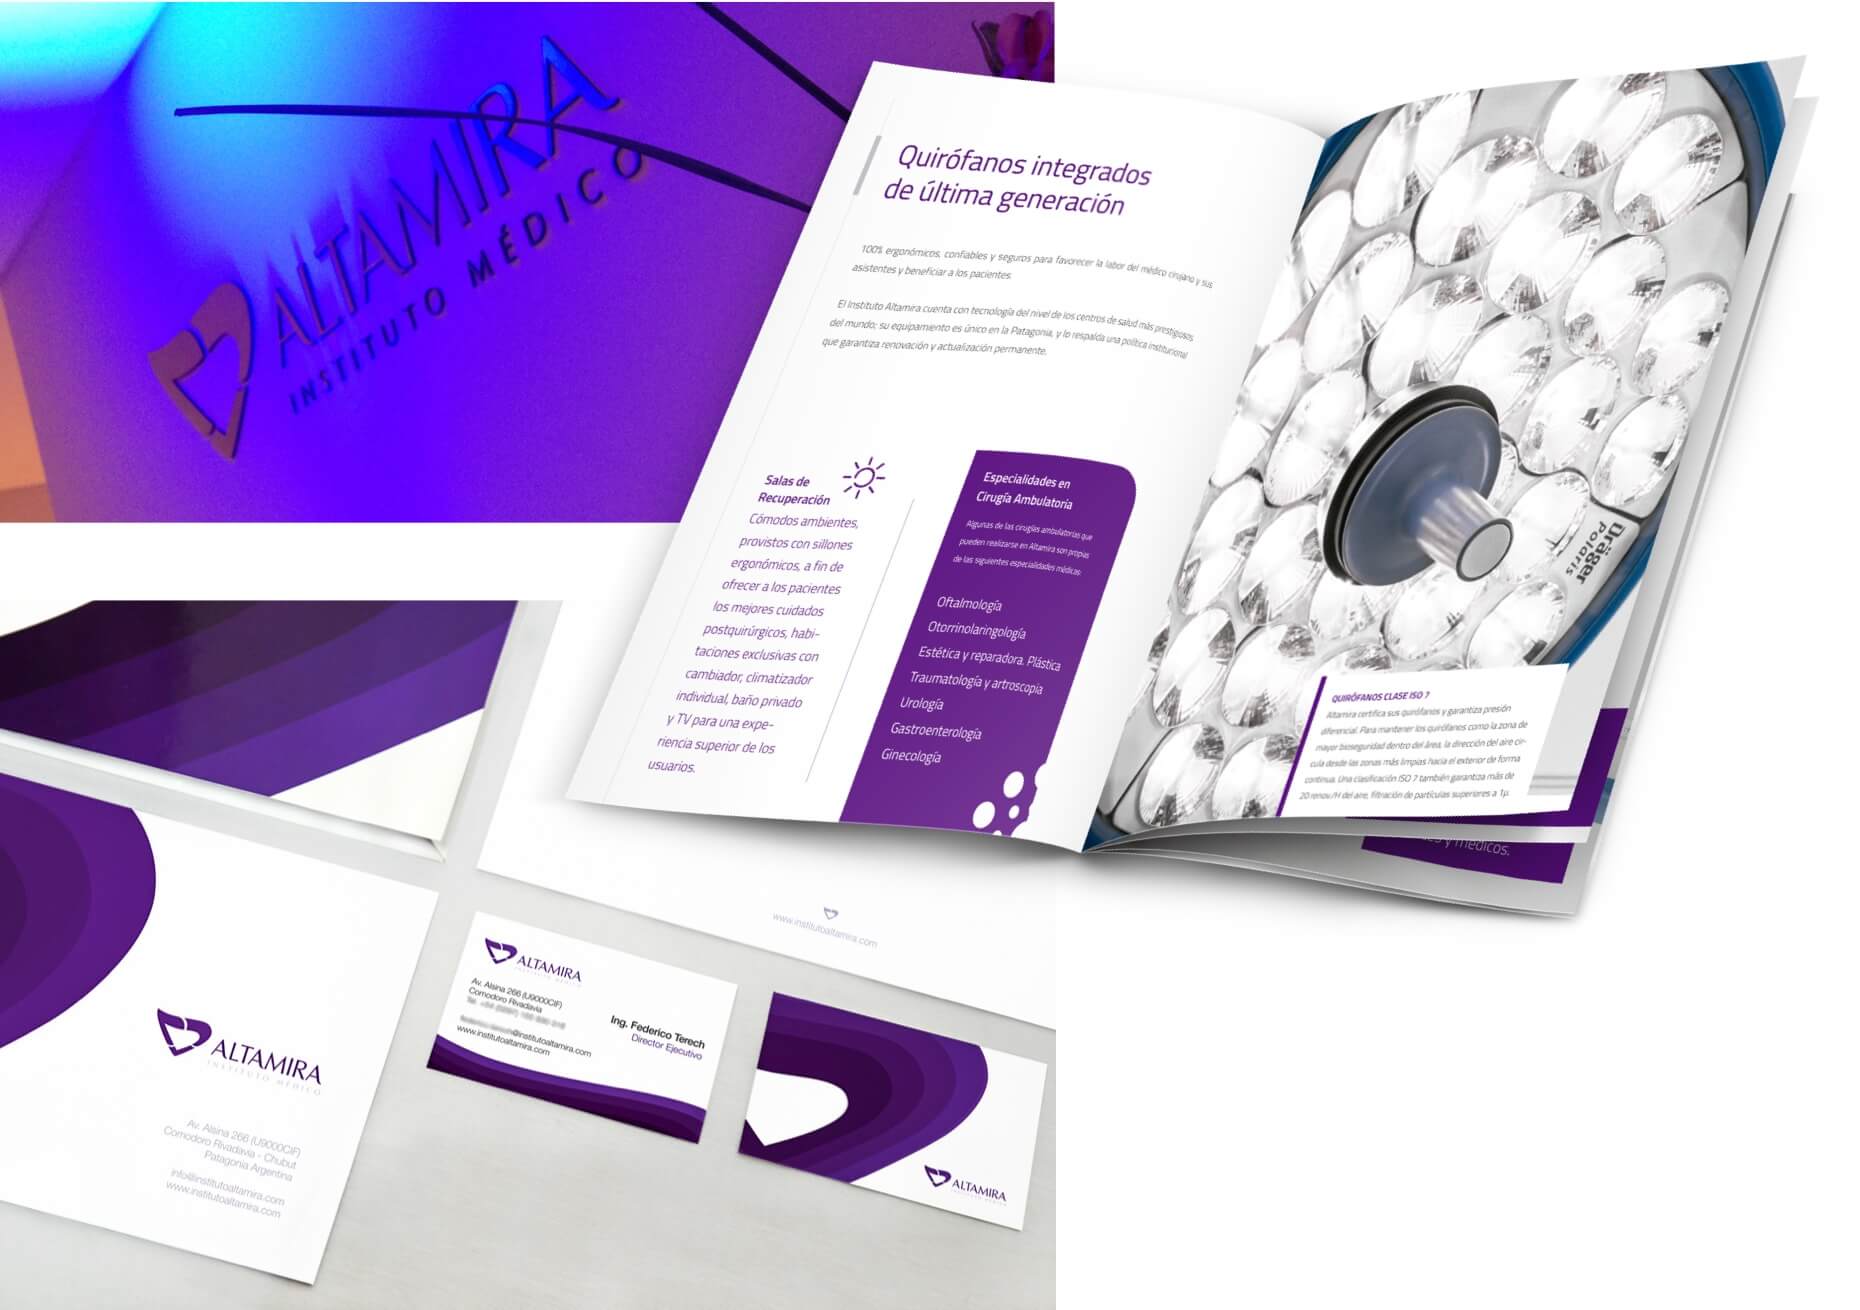 ALTAMIRA
INSTITUTO MÉDICO
Quirófanos integrados
de última generación
100% ergonómicos, confiables y seguros para favorecer la labor del médico cirujano y sus
asistentes y beneficiar a los pacientes.
El Instituto Altamira cuenta con tecnología del nivel de los centros de salud más prestigiosos
del mundo; su equipamiento es único en la Patagonia, y lo respalda una política institucional
que garantiza renovación y actualización permanente.
Salas de
Recuperación
Cómodos ambientes,
provistos con sillones
ergonómicos, a fin de
ofrecer a los pacientes
los mejores cuidados
postquirúrgicos, habi-
taciones exclusivas con
cambiador, climatizador
individual, baño privado
y TV para una expe-
riencia superior de los
usuarios.
Especialidades en
Cirugía Ambulatoria
Algunas de las cirugías ambulatorias que
pueden realizarse en Altamira son propias
de las siguientes especialidades médicas:
Oftalmología
Otorrinolaringología
Estética y reparadora. Plástica
Traumatología y artroscopia
Urología
Gastroenterología
Ginecología
Dräger
Polaris
QUIRÓFANOS CLASE ISO 7
Altamira certifica sus quirófanos y garantiza presión
diferencial. Para mantener los quirófanos como la zona de
mayor bioseguridad dentro del área, la dirección del aire cir-
cula desde las zonas más limpias hacia el exterior de forma
continua. Una clasificación ISO 7 también garantiza más de
20 renov./H del aire, filtración de partículas superiores a 1µ.
y médicos.
www.institutoaltamira.com
ALTAMIRA
INSTITUTO MÉDICO
Av. Alsina 266 (U9000CIF)
Comodoro Rivadavia - Chubut
Patagonia Argentina
info@institutoaltamira.com
www.institutoaltamira.com
ALTAMIRA
INSTITUTO MÉDICO
Av. Alsina 266 (U9000CIF)
Comodoro Rivadavia
Tel.
@institutoaltamira.com
www.institutoaltamira.com
Ing. Federico Terech
Director Ejecutivo
ALTAMIRA
INSTITUTO MÉDICO